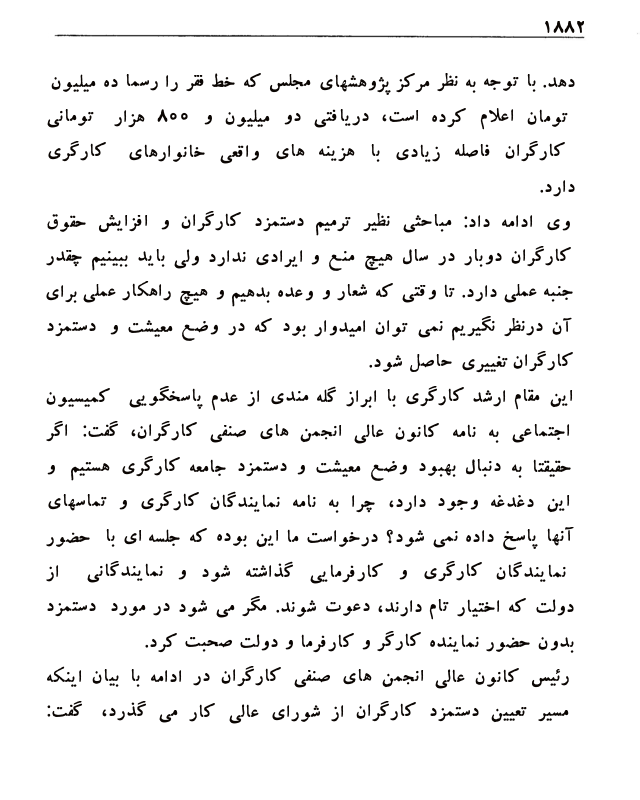 ۱۸۸۲
دهد. با توجه به نظر مرکز پژوهشهای مجلس که خط فقر را رسما ده میلیون
تومان اعلام کرده است، دریافتی دو میلیون و ۸۰۰ هزار تومانی
کارگران فاصله زیادی با هزینه های واقعی خانوارهای کارگری
دارد.
وی ادامه داد: مباحثی نظیر ترمیم دستمزد کارگران و افزایش حقوق
کارگران دوبار در سال هیچ منع و ایرادی ندارد ولی باید ببینیم چقدر
جنبه عملی دارد. تا وقتی که شعار و وعده بدهیم و هیچ راهکار عملی برای
آن درنظر نگیریم نمی توان امیدوار بود که در وضع معیشت و دستمزد
کارگران تغییری حاصل شود.
این مقام ارشد کارگری با ابراز گله مندی از عدم پاسخگویی کمیسیون
اجتماعی به نامه کانون عالی انجمن های صنفی کارگران، گفت: اگر
حقیقتا به دنبال بهبود وضع معیشت و دستمزد جامعه کارگری هستیم و
این دغدغه وجود دارد، چرا به نامه نمایندگان کارگری و تماسهای
آنها پاسخ داده نمی شود؟ درخواست ما این بوده که جلسه ای با حضور
نمایندگان کارگری و کارفرمایی گذاشته شود و نمایندگانی از
دولت که اختیار تام دارند، دعوت شوند. مگر می شود در مورد دستمزد
بدون حضور نماینده کارگر و کارفرما و دولت صحبت کرد.
رئیس کانون عالی انجمن های صنفی کارگران در ادامه با بیان اینکه
مسیر تعیین دستمزد کارگران از شورای عالی کار می گذرد، گفت: